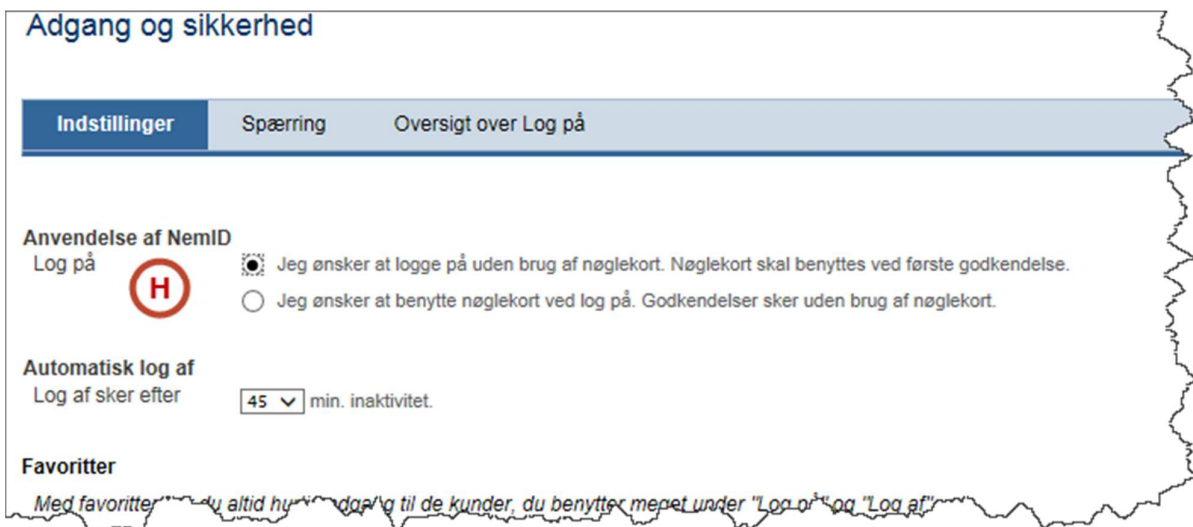 Adgang og sikkerhed
Indstillinger Spærring Oversigt over Log på
Anvendelse af NemID
Log på H Jeg ønsker at logge på uden brug af nøglekort. Nøglekort skal benyttes ved første godkendelse.
Jeg ønsker at benytte nøglekort ved log på. Godkendelser sker uden brug af nøglekort.
Automatisk log af
Log af sker efter 45 min. inaktivitet.
Favoritter
Med favoritter du altid adgang til de kunder, du benytter meget under "Log på" og "Log af"